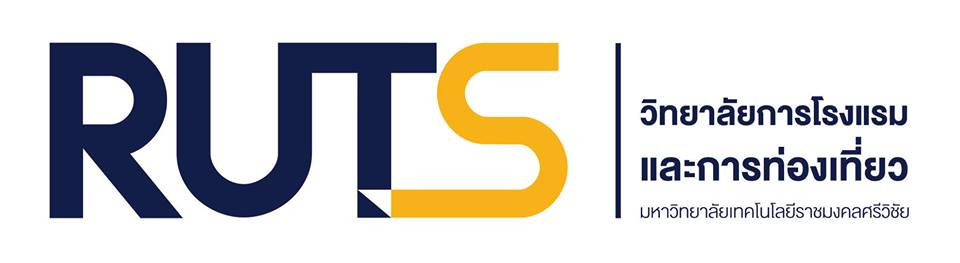 RUTS
วิทยาลัยการโรงแรม
และการท่องเที่ยว
มหาวิทยาลัยเทคโนโลยีราชมงคลศรีวิชัย